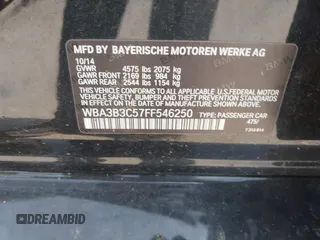 MFD BY BAYERISCHE MOTOREN WERKE AG
10/14
GVWR 4575 lbs 2075 kg
GAWR FRONT 2169 lbs 984 kg
GAWR REAR 2544 lbs 1154 kg
THIS VEHICLE CONFORMS TO ALL APPLICABLE U.S.FEDERAL MOTOR
VEHICLE SAFETY, BUMPER, AND THEFT PREVENTION STANDARDS IN
EFFECT ON THE DATE OF MANUFACTURE SHOWN ABOVE.
WBA3B3C57FF546250 TYPE: PASSENGER CAR
475/
DREAMBID